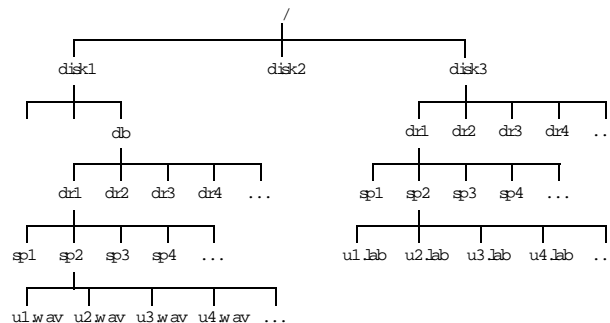 /
disk1 disk2 disk3
db dr1 dr2 dr3 dr4 ..
dr1 dr2 dr3 dr4 ... sp1 sp2 sp3 sp4 ...
sp1 sp2 sp3 sp4 ... u1.lab u2.lab u3.lab u4.lab ..
u1.wav u2.wav u3.wav u4.wav ...